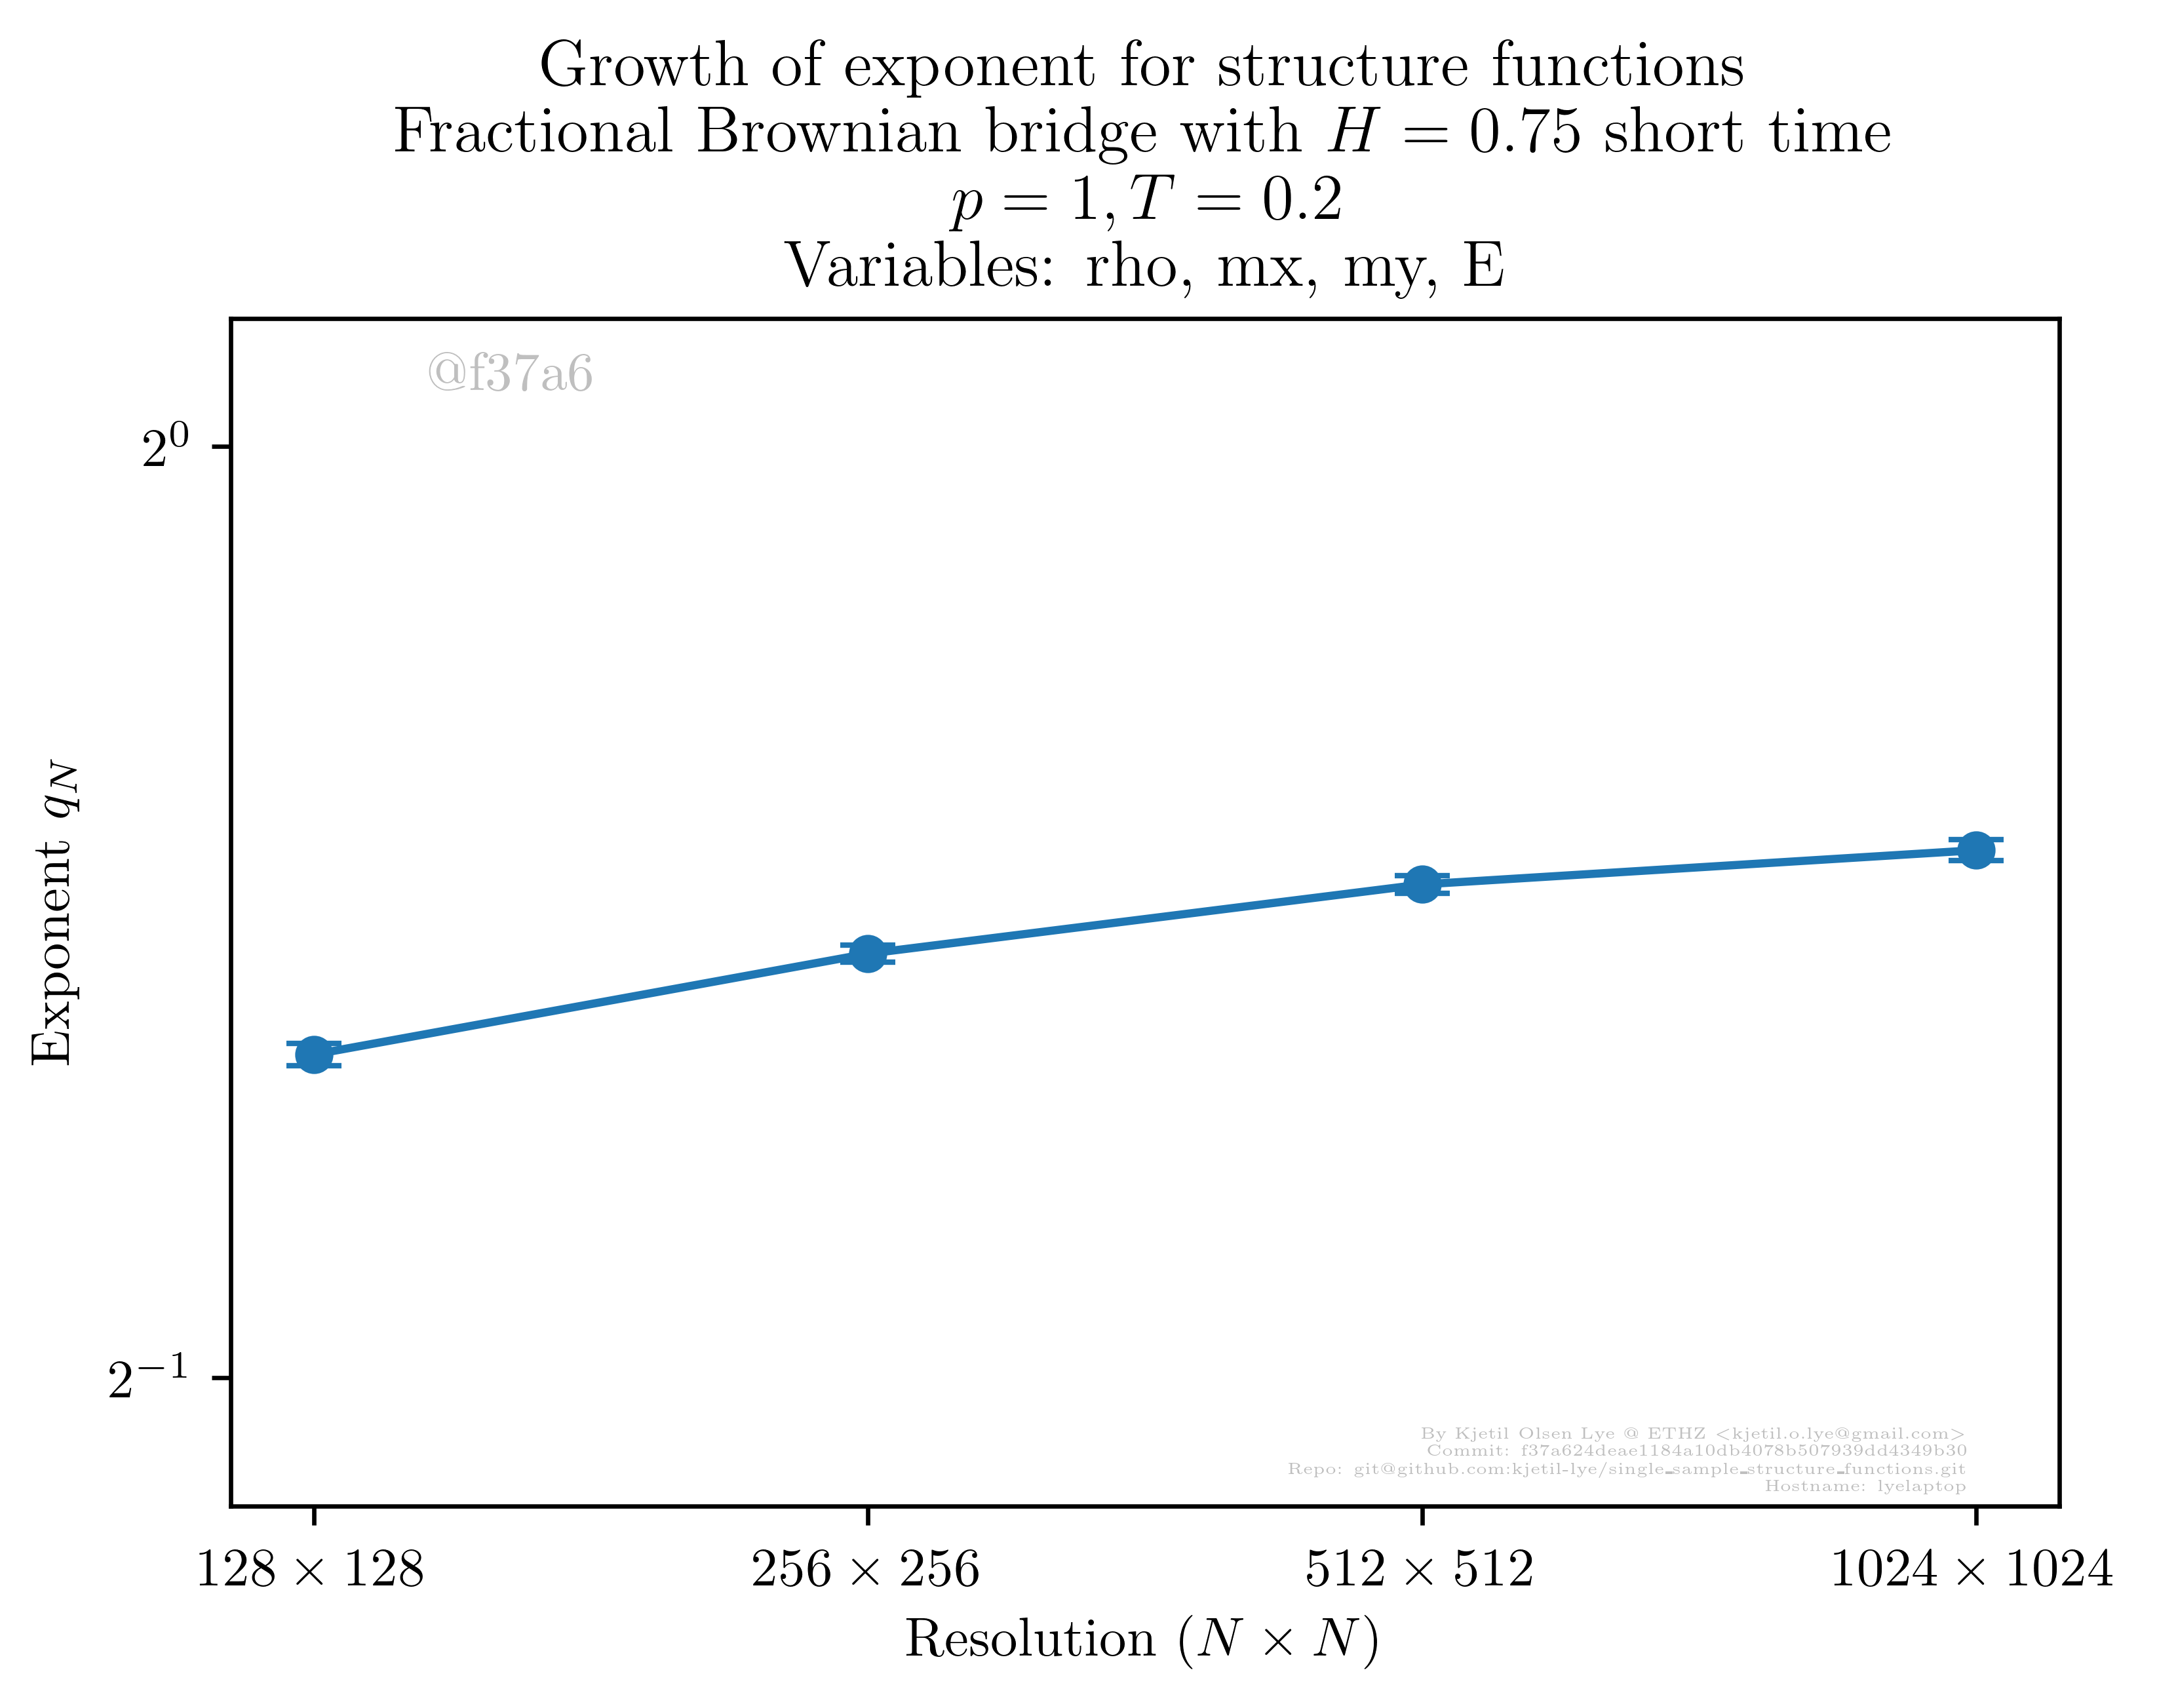 Growth of exponent for structure functions
Fractional Brownian bridge with H = 0.75 short time
p = 1, T = 0.2
Variables: rho, mx, my, E
@f37a6
2⁰
Exponent q_N
2⁻¹
By Kjetil Olsen Lye @ ETHZ <kjetil.o.lye@gmail.com>
Commit: f37a624deae1184a10db4078b507939dd4349b30
Repo: git@github.com:kjetil-lye/single_sample_structure_functions.git
Hostname: lyelaptop
128 × 128 256 × 256 512 × 512 1024 × 1024
Resolution (N × N)